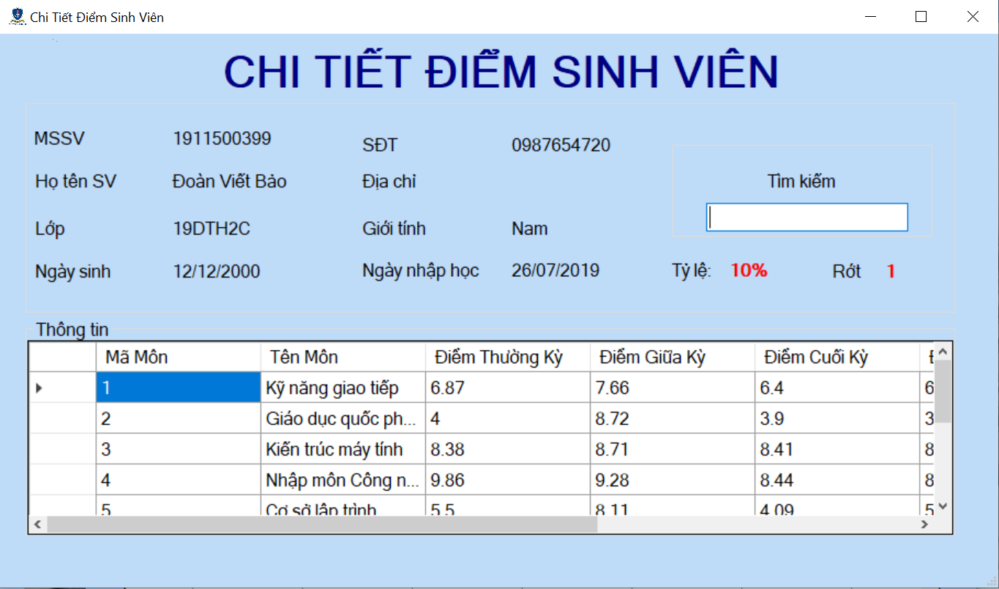 Chi Tiết Điểm Sinh Viên
CHI TIẾT ĐIỂM SINH VIÊN
MSSV 1911500399 SĐT 0987654720
Họ tên SV Đoàn Viết Bảo Địa chỉ Tìm kiếm
Lớp 19DTH2C Giới tính Nam
Ngày sinh 12/12/2000 Ngày nhập học 26/07/2019 Tỷ lệ: 10% Rớt 1
Thông tin
Mã Môn Tên Môn Điểm Thường Kỳ Điểm Giữa Kỳ Điểm Cuối Kỳ
1 Kỹ năng giao tiếp 6.87 7.66 6.4 6
2 Giáo dục quốc ph... 4 8.72 3.9 3
3 Kiến trúc máy tính 8.38 8.71 8.41 8
4 Nhập môn Công n... 9.86 9.28 8.44 8
5 Cơ sở lập trình 5.5 8.11 4.09 5